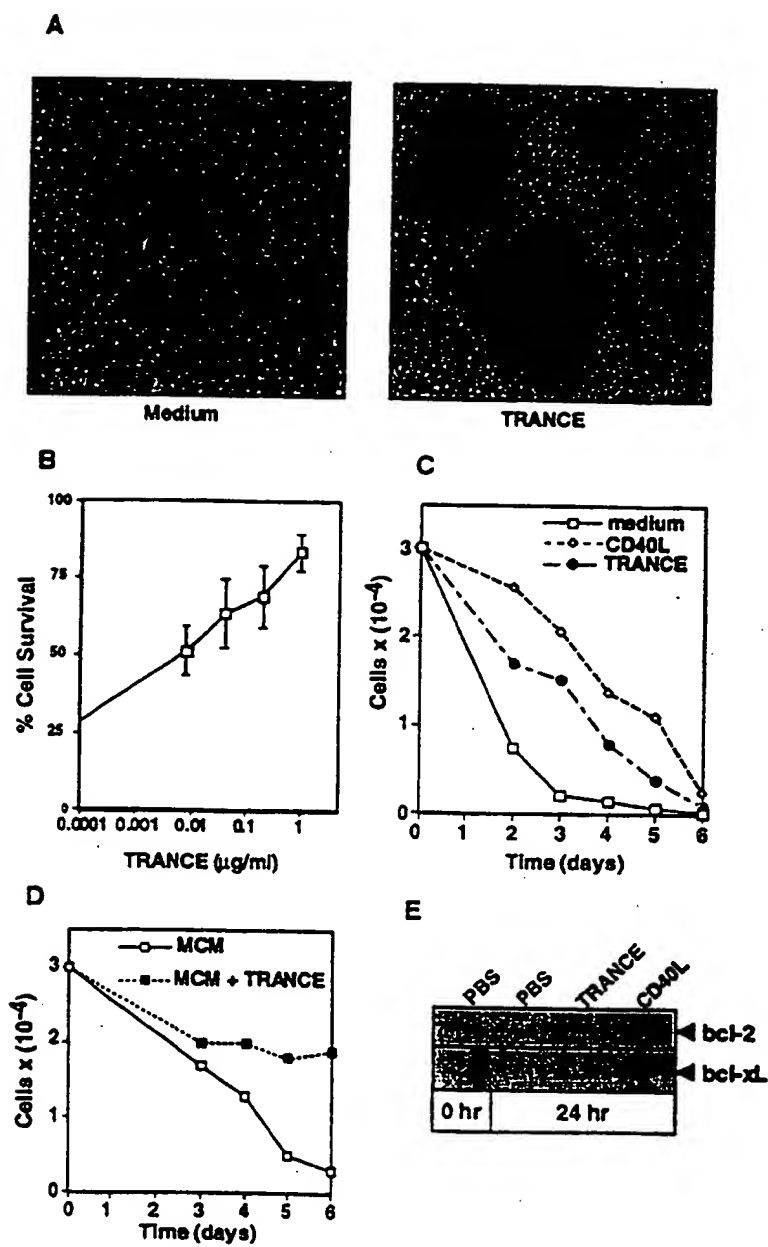 A
Medium
TRANCE
B
100
75
50
25
0
% Cell Survival
0.0001 0.001 0.01 0.1 1
TRANCE (µg/ml)
C
medium
CD40L
TRANCE
3
2
1
0
Cells x (10⁻⁴)
0 1 2 3 4 5 6
Time (days)
D
MCM
MCM + TRANCE
3
2
1
0
Cells x (10⁻⁴)
0 1 2 3 4 5 6
Time (days)
E
PBS PBS TRANCE CD40L
bcl-2
bcl-xL
0 hr 24 hr